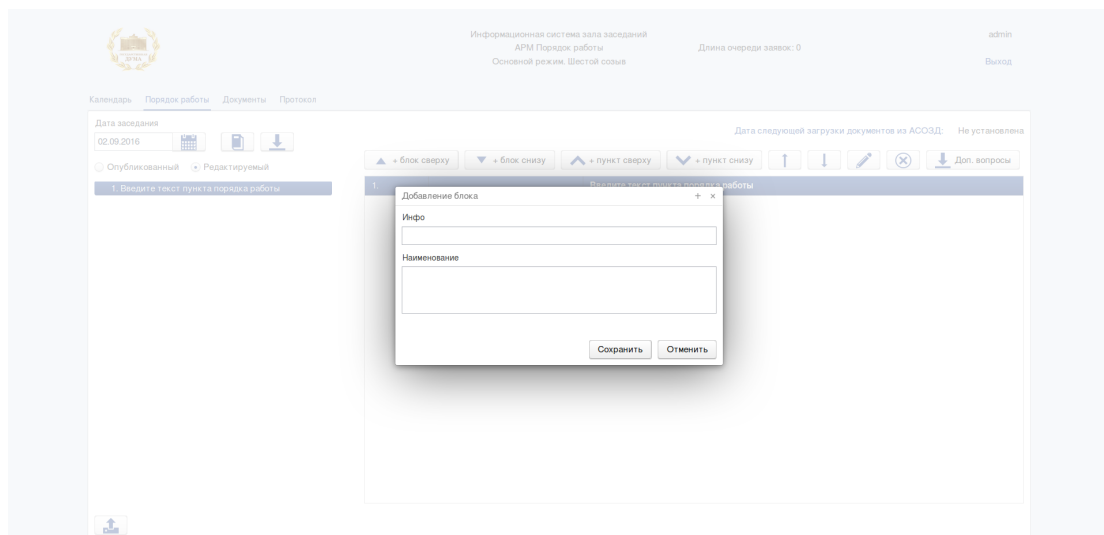 Информационная система зала заседаний
АРМ Порядок работы
Длина очереди заявок: 0
Основной режим. Шестой созыв
admin
Выход
ДУМА
Календарь Порядок работы Документы Протокол
Дата заседания
02.09.2016
Дата следующей загрузки документов из АСОЗД: Не установлена
Опубликованный Редактируемый
+ блок сверху + блок снизу + пункт сверху + пункт снизу Доп. вопросы
1. Введите текст пункта порядка работы
1. Введите текст пункта порядка работы
Добавление блока
Инфо
Наименование
Сохранить Отменить